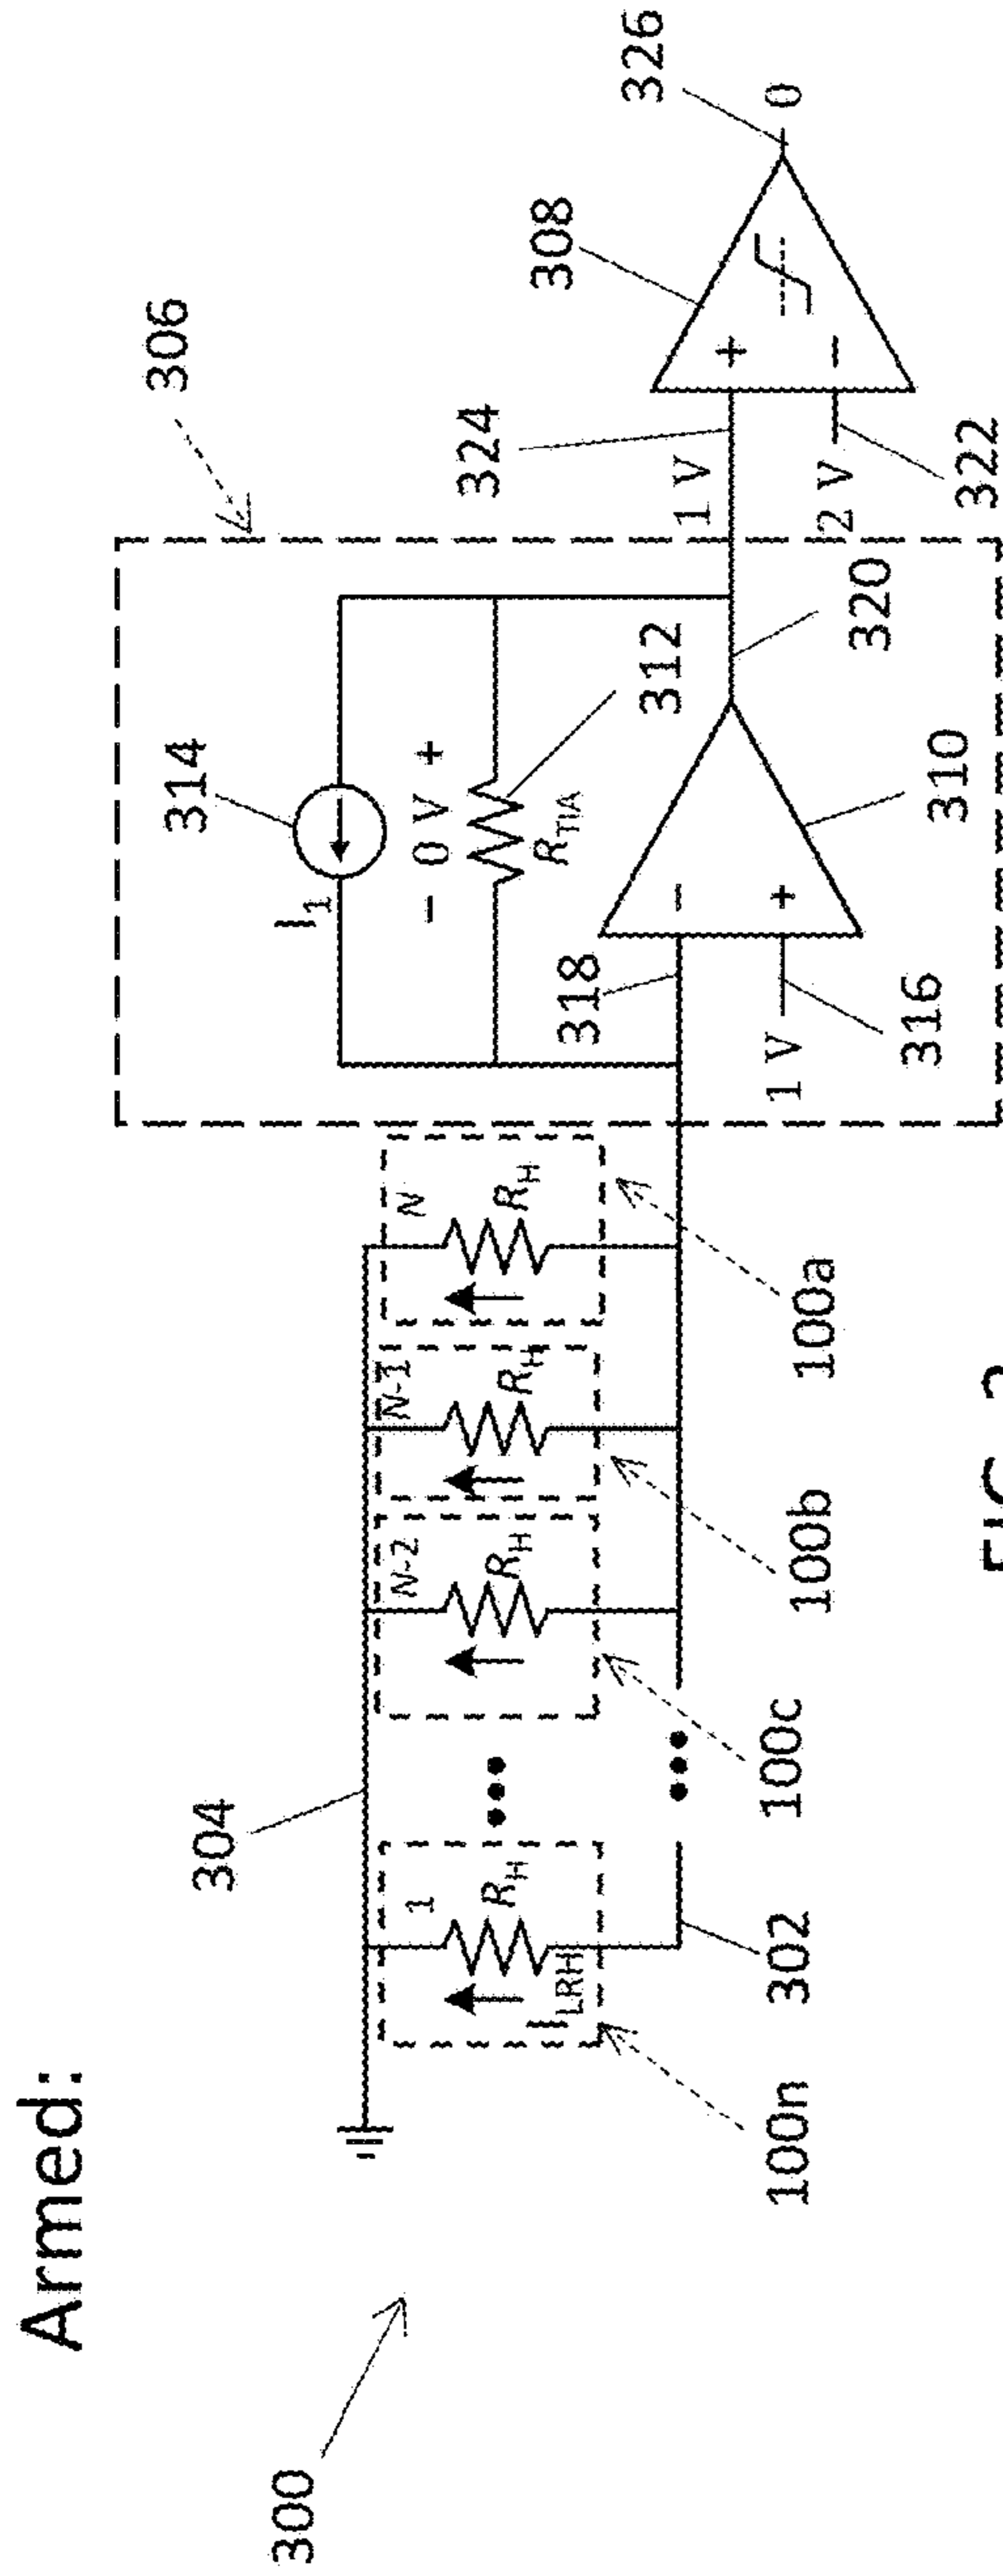 Armed:
300
304
306
314
I1
− 0 V +
312
RTIA
308
326
0
324
1 V
2 V
322
320
310
318
316
1 V
1
RH
ILRH
N-2
RH
N-1
RH
N
RH
100n
302
100c
100b
100a